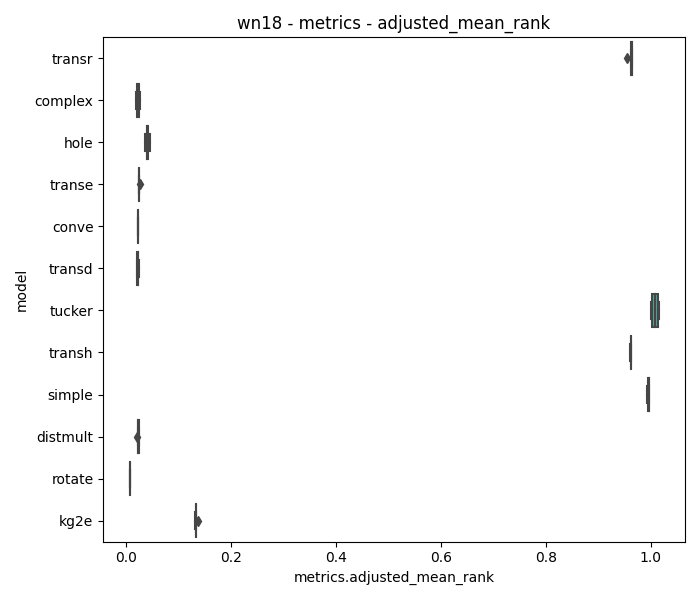 wn18 - metrics - adjusted_mean_rank
transr
complex
hole
transe
conve
transd
tucker
transh
simple
distmult
rotate
kg2e
model
0.0 0.2 0.4 0.6 0.8 1.0
metrics.adjusted_mean_rank